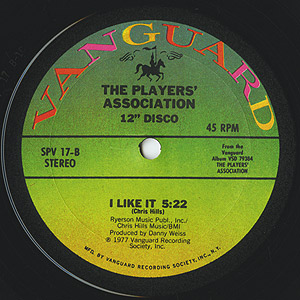 VANGUARD
THE PLAYERS'
ASSOCIATION
12" DISCO
45 RPM
SPV 17-B
STEREO
From the
Vanguard
Album VSD 79384
THE PLAYERS'
ASSOCIATION
I LIKE IT 5:22
(Chris Hills)
Ryerson Music Publ., Inc./
Chris Hills Music/BMI
Produced by Danny Weiss
℗ 1977 Vanguard Recording
Society, Inc.
MFG. BY VANGUARD RECORDING SOCIETY, INC., N.Y.